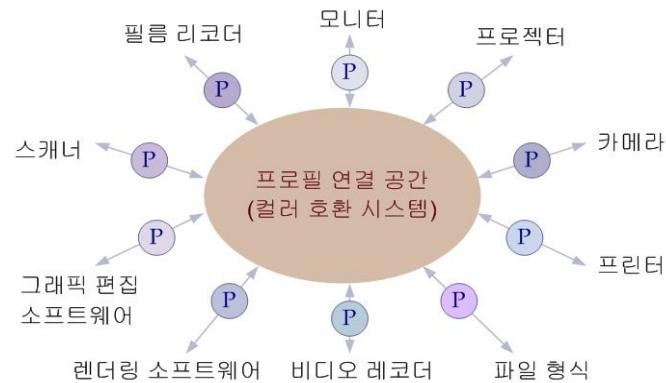 모니터
필름 리코더
프로젝터
P
P
P
스캐너
카메라
P
P
프로필 연결 공간
(컬러 호환 시스템)
P
P
그래픽 편집
소프트웨어
프린터
P
P
P
렌더링 소프트웨어
비디오 레코더
파일 형식